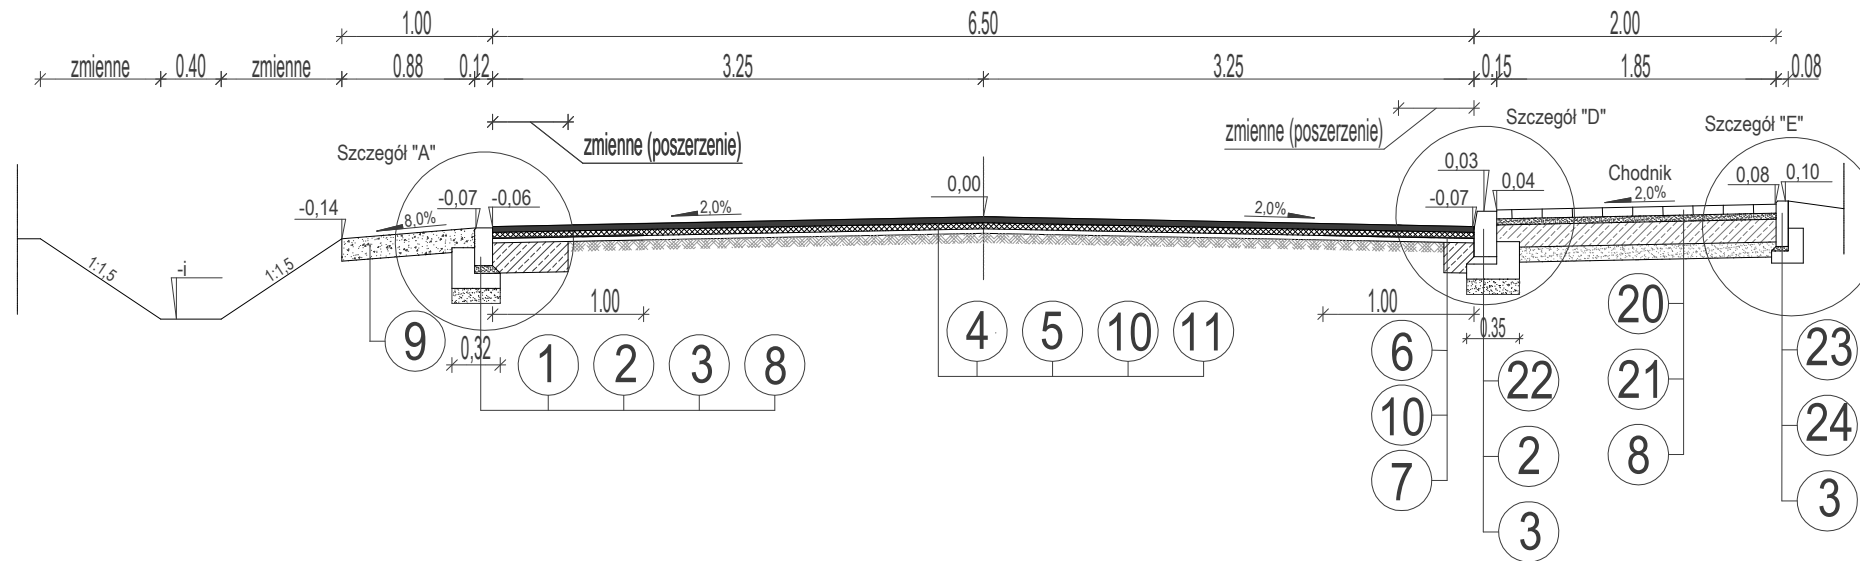 1.00 6.50 2.00
zmienne 0.40 zmienne 0.88 0.12 3.25 3.25 0.15 1.85 0.08
zmienne (poszerzenie) zmienne (poszerzenie)
Szczegół "A" Szczegół "D" Szczegół "E"
-0,14 8.0% -0,07 -0,06 2,0% 0,00 2,0% -0,07 0,03 0,04 Chodnik 2,0% 0,08 0,10
1:1,5 -i 1:1,5
1.00 1.00
0,32 0.35
9 1 2 3 8
4 5 10 11
6
10
7
22
2
3
20
21
8
23
24
3